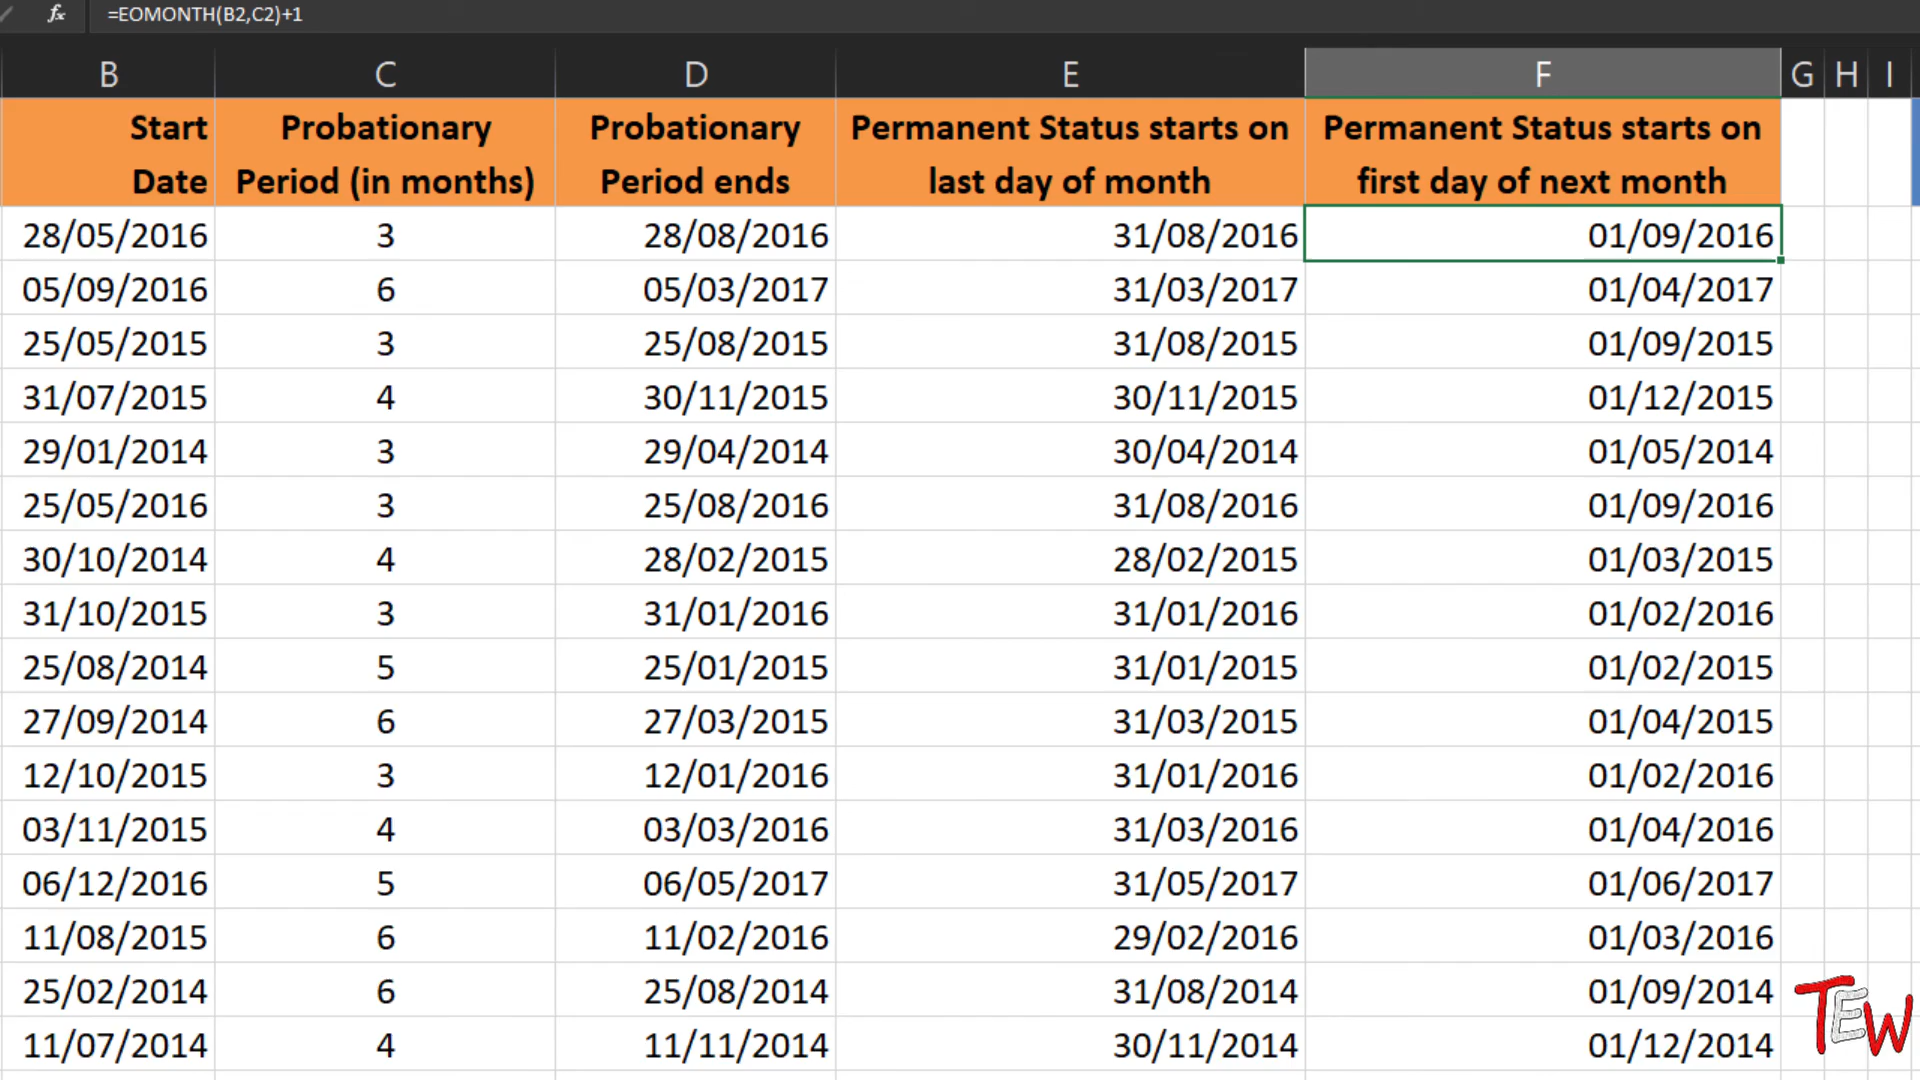 =EOMONTH(B2,C2)+1
B C D E F G H I
Start Date Probationary Period (in months) Probationary Period ends Permanent Status starts on last day of month Permanent Status starts on first day of next month
28/05/2016 3 28/08/2016 31/08/2016 01/09/2016
05/09/2016 6 05/03/2017 31/03/2017 01/04/2017
25/05/2015 3 25/08/2015 31/08/2015 01/09/2015
31/07/2015 4 30/11/2015 30/11/2015 01/12/2015
29/01/2014 3 29/04/2014 30/04/2014 01/05/2014
25/05/2016 3 25/08/2016 31/08/2016 01/09/2016
30/10/2014 4 28/02/2015 28/02/2015 01/03/2015
31/10/2015 3 31/01/2016 31/01/2016 01/02/2016
25/08/2014 5 25/01/2015 31/01/2015 01/02/2015
27/09/2014 6 27/03/2015 31/03/2015 01/04/2015
12/10/2015 3 12/01/2016 31/01/2016 01/02/2016
03/11/2015 4 03/03/2016 31/03/2016 01/04/2016
06/12/2016 5 06/05/2017 31/05/2017 01/06/2017
11/08/2015 6 11/02/2016 29/02/2016 01/03/2016
25/02/2014 6 25/08/2014 31/08/2014 01/09/2014
11/07/2014 4 11/11/2014 30/11/2014 01/12/2014
TEW